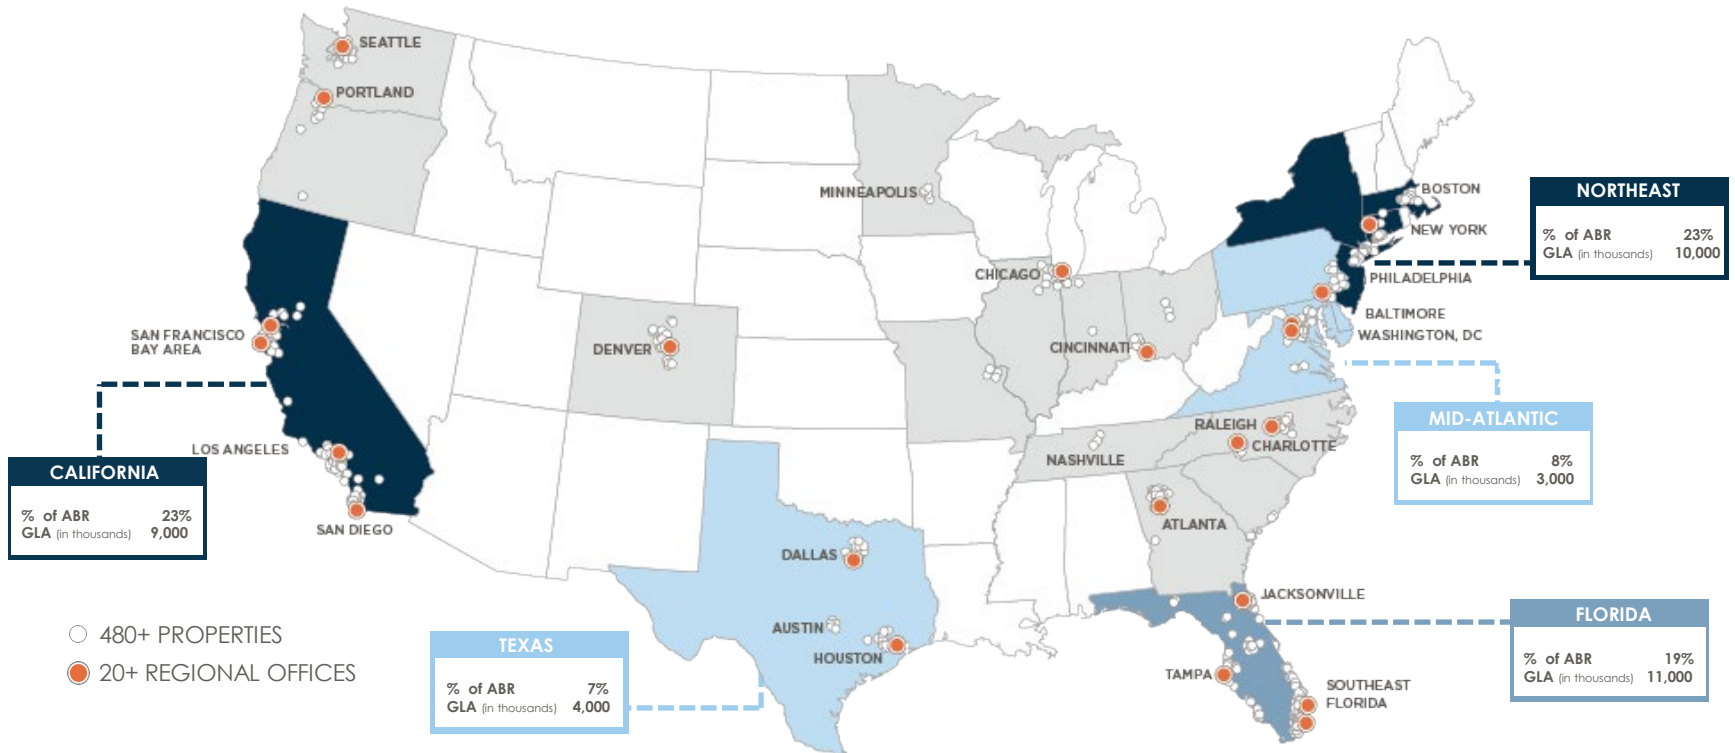 SEATTLE
PORTLAND
MINNEAPOLIS
BOSTON
NEW YORK
NORTHEAST
% of ABR 23%
GLA (in thousands) 10,000
CHICAGO
PHILADELPHIA
BALTIMORE
WASHINGTON, DC
SAN FRANCISCO
BAY AREA
DENVER
CINCINNATI
MID-ATLANTIC
% of ABR 8%
GLA (in thousands) 3,000
RALEIGH
CHARLOTTE
NASHVILLE
LOS ANGELES
CALIFORNIA
% of ABR 23%
GLA (in thousands) 9,000
SAN DIEGO
ATLANTA
DALLAS
JACKSONVILLE
AUSTIN
HOUSTON
FLORIDA
% of ABR 19%
GLA (in thousands) 11,000
TAMPA
SOUTHEAST
FLORIDA
480+ PROPERTIES
20+ REGIONAL OFFICES
TEXAS
% of ABR 7%
GLA (in thousands) 4,000